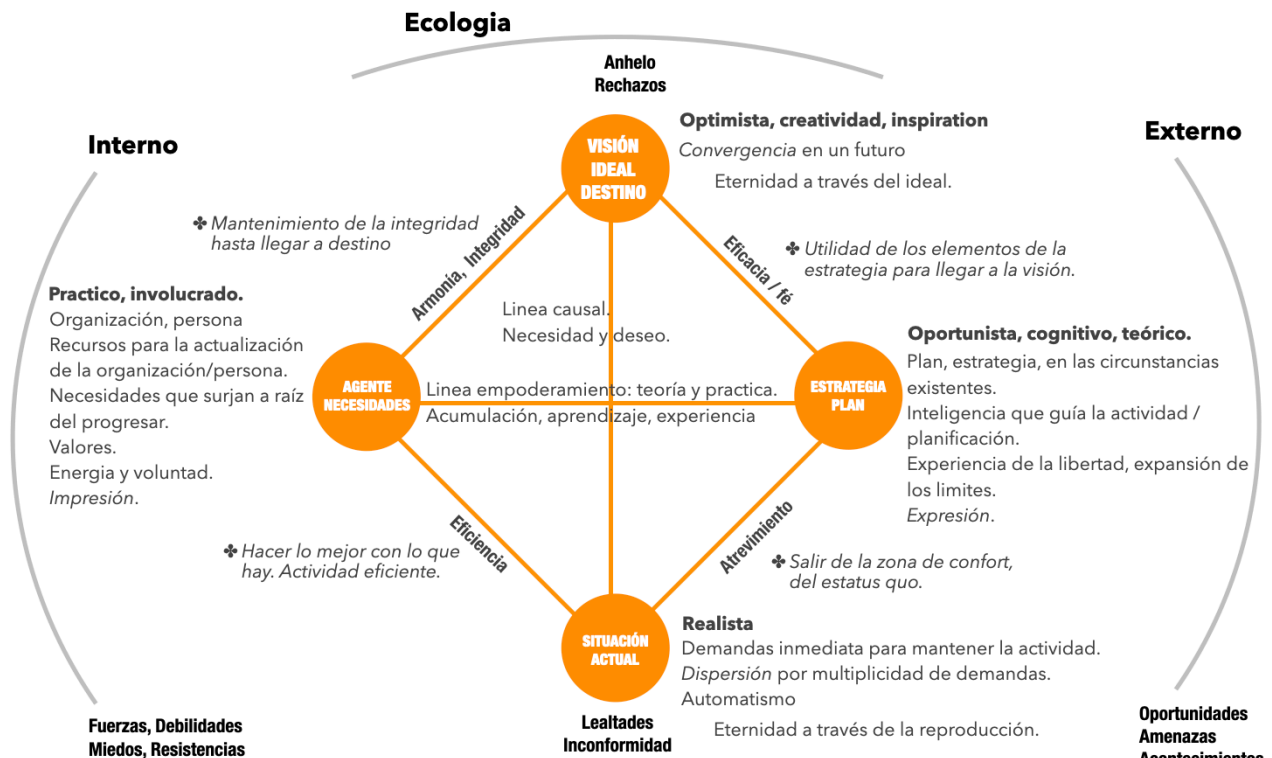 Ecologia
Anhelo
Rechazos
Interno
Externo
VISIÓN
IDEAL
DESTINO
Optimista, creatividad, inspiration
Convergencia en un futuro
Eternidad a través del ideal.
✤ Mantenimiento de la integridad
hasta llegar a destino
Armonía, Integridad
Eficacia / fé
✤ Utilidad de los elementos de la
estrategia para llegar a la visión.
Practico, involucrado.
Organización, persona
Recursos para la actualización
de la organización/persona.
Necesidades que surjan a raíz
del progresar.
Valores.
Energia y voluntad.
Impresión.
AGENTE
NECESIDADES
Linea causal.
Necesidad y deseo.
Linea empoderamiento: teoría y practica.
Acumulación, aprendizaje, experiencia
ESTRATEGIA
PLAN
Oportunista, cognitivo, teórico.
Plan, estrategia, en las circunstancias
existentes.
Inteligencia que guía la actividad /
planificación.
Experiencia de la libertad, expansión de
los limites.
Expresión.
✤ Hacer lo mejor con lo que
hay. Actividad eficiente.
Eficiencia
Atrevimiento
✤ Salir de la zona de confort,
del estatus quo.
SITUACIÓN
ACTUAL
Realista
Demandas inmediata para mantener la actividad.
Dispersión por multiplicidad de demandas.
Automatismo
Eternidad a través de la reproducción.
Lealtades
Inconformidad
Fuerzas, Debilidades
Miedos, Resistencias
Oportunidades
Amenazas
Acontecimientos